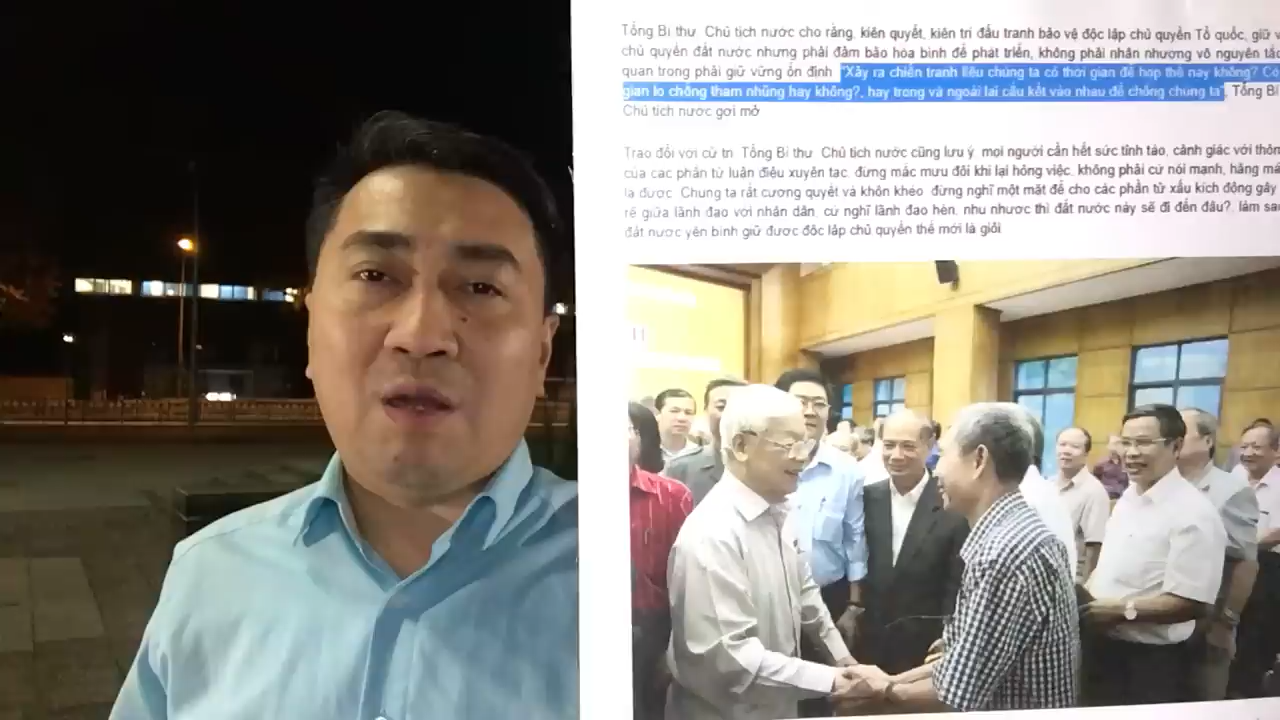 Tổng Bí thư Chủ tịch nước cho rằng, kiên quyết, kiên trì đấu tranh bảo vệ độc lập chủ quyền Tổ quốc, giữ
chủ quyền đất nước nhưng phải đảm bảo hòa bình để phát triển, không phải nhân nhượng vô nguyên tắc
quan trọng phải giữ vững ổn định "Xảy ra chiến tranh liệu chúng ta có thời gian để họp thế này không? Có
gian lo chống tham nhũng hay không?, hay trong và ngoài lại cấu kết vào nhau để chống chúng ta", Tổng Bí
Chủ tịch nước gợi mở
Trao đổi với cử tri Tổng Bí thư Chủ tịch nước cũng lưu ý, mọi người cần hết sức tỉnh táo, cảnh giác với
của các phần tử luận điệu xuyên tạc, đừng mắc mưu đôi khi lại hỏng việc, không phải cứ nói mạnh, hăng
là được Chúng ta rất cương quyết và khôn khéo đừng nghĩ một mặt để cho các phần tử xấu kích động gây
rẽ giữa lãnh đạo với nhân dân, cứ nghĩ lãnh đạo hèn, nhu nhược thì đất nước này sẽ đi đến đâu?, làm
đất nước yên bình giữ được độc lập chủ quyền thế mới là giỏi